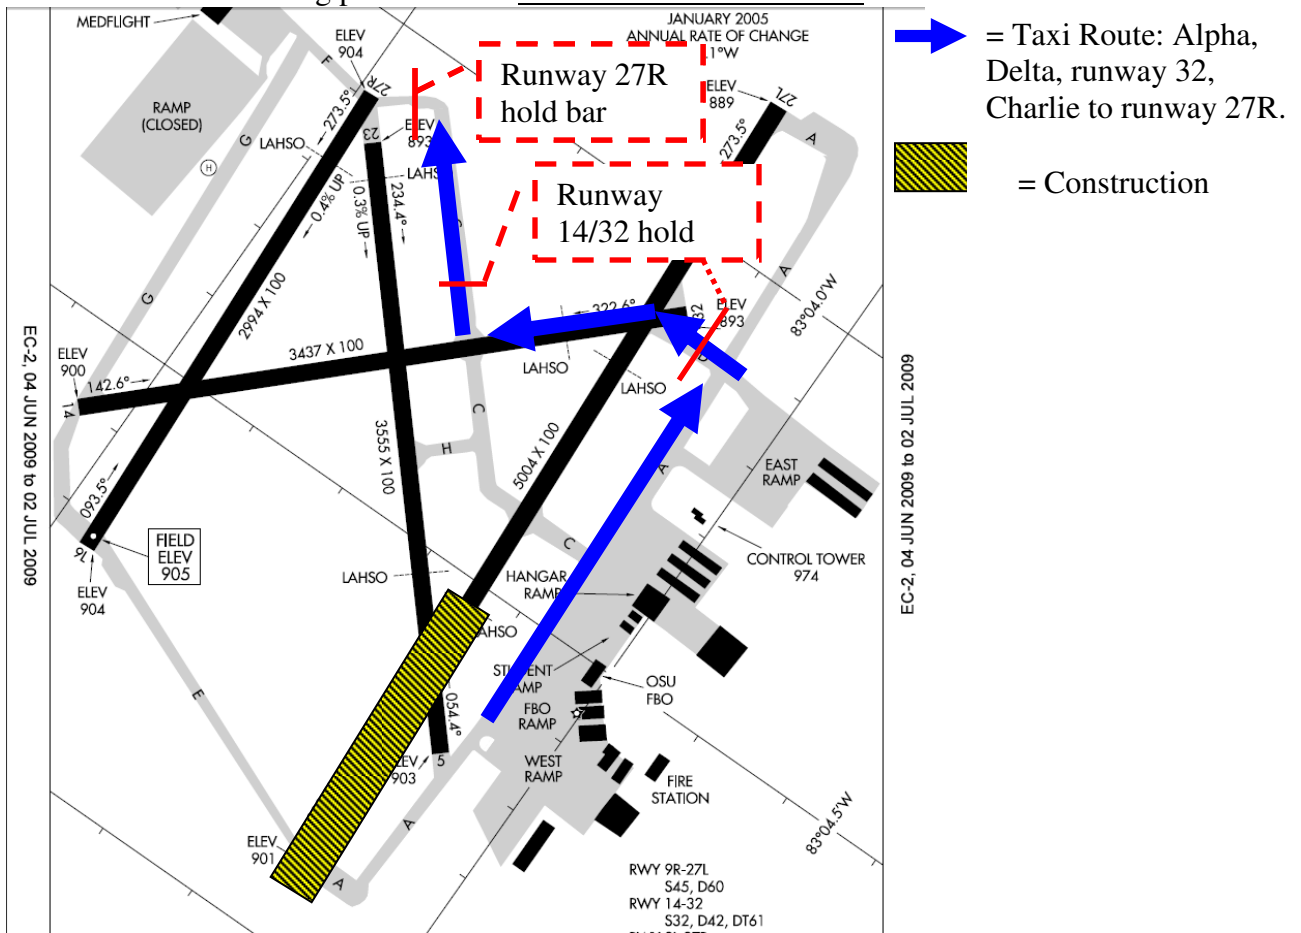 MEDFLIGHT
JANUARY 2005
ANNUAL RATE OF CHANGE
.1°W
ELEV
904
F
27R
Runway 27R
hold bar
ELEV
889
27L
A
RAMP
(CLOSED)
273.5°
G
LAHSO
H
23
ELEV
893
0.4% UP
0.3% UP
234.4°
273.5°
Runway
14/32 hold
A
G
2994 X 100
322.6°
32
ELEV
893
83°04.0'W
3437 X 100
LAHSO
LAHSO
ELEV
900
142.6°
14
C
H
3555 X 100
5004 X 100
A
EAST
RAMP
093.5°
9L
FIELD
ELEV
905
ELEV
904
LAHSO
C
HANGAR
RAMP
CONTROL TOWER
974
AHSO
OSU
FBO
FBO
RAMP
E
054.4°
5
903
WEST
RAMP
FIRE
STATION
A
ELEV
901
A
83°04.5'W
RWY 9R-27L
S45, D60
RWY 14-32
S32, D42, DT61
EC-2, 04 JUN 2009 to 02 JUL 2009
EC-2, 04 JUN 2009 to 02 JUL 2009
= Taxi Route: Alpha,
Delta, runway 32,
Charlie to runway 27R.
= Construction